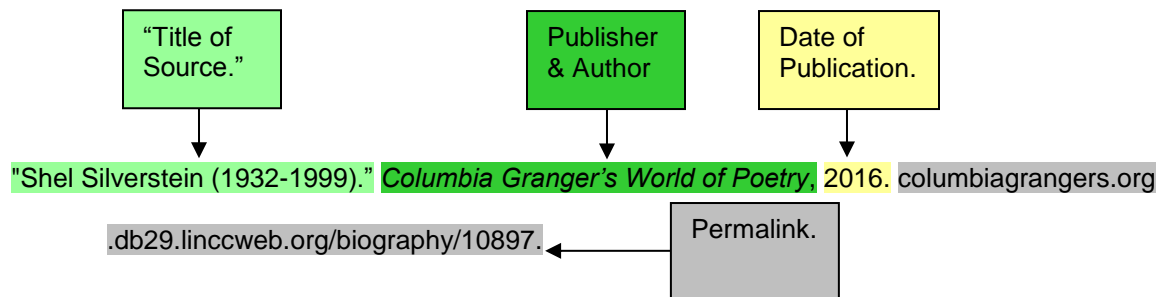 “Title of
Source.”
Publisher
& Author
Date of
Publication.
"Shel Silverstein (1932-1999).” Columbia Granger’s World of Poetry, 2016. columbiagrangers.org
.db29.linccweb.org/biography/10897.
Permalink.